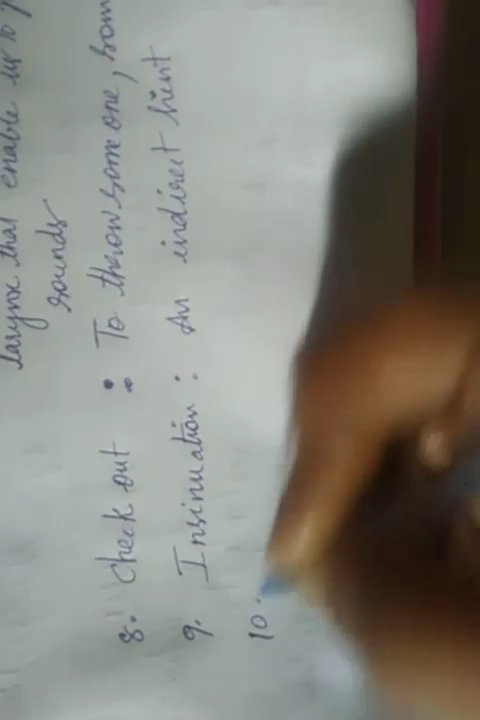 larynx that enable us to
sounds
8. Check out : To throw some one, som
9. Insinuation : An indirect hint
10.